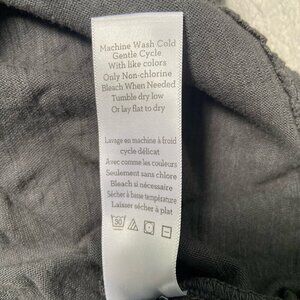 Machine Wash Cold
Gentle Cycle
With like colors
Only Non-chlorine
Bleach When Needed
Tumble dry low
Or lay flat to dry
Lavage en machine à froid
cycle délicat
Avec comme les couleurs
Seulement sans chlore
Bleach si nécessaire
Sécher à basse température
Laisser sécher à plat
30